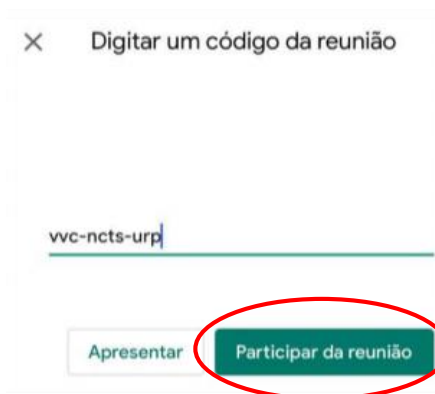 Digitar um código da reunião
vvc-ncts-urp
Apresentar
Participar da reunião